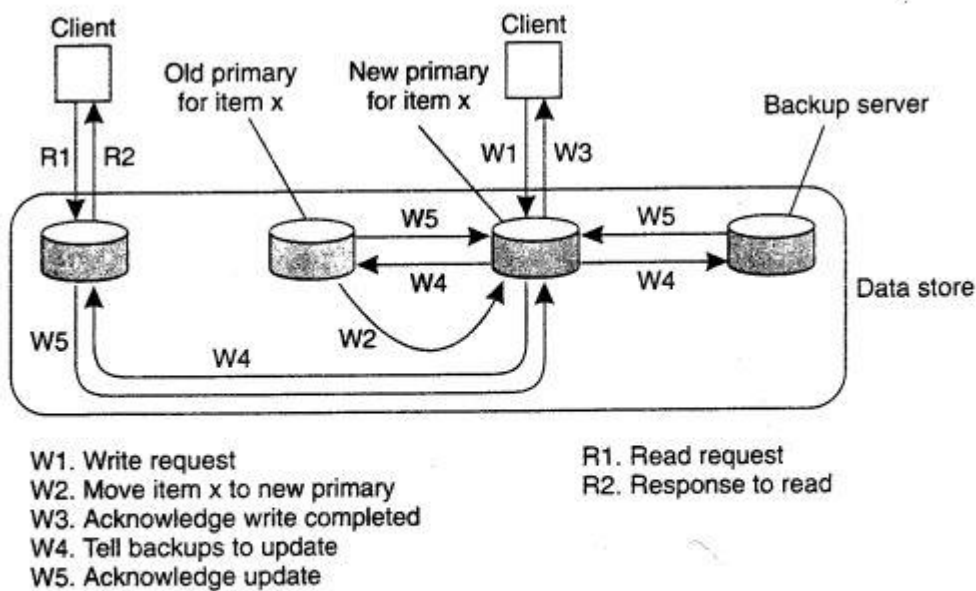 Client
Client
Old primary
for item x
New primary
for item x
Backup server
R1
R2
W1
W3
W5
W5
W4
W4
Data store
W5
W4
W2
W1. Write request
W2. Move item x to new primary
W3. Acknowledge write completed
W4. Tell backups to update
W5. Acknowledge update
R1. Read request
R2. Response to read